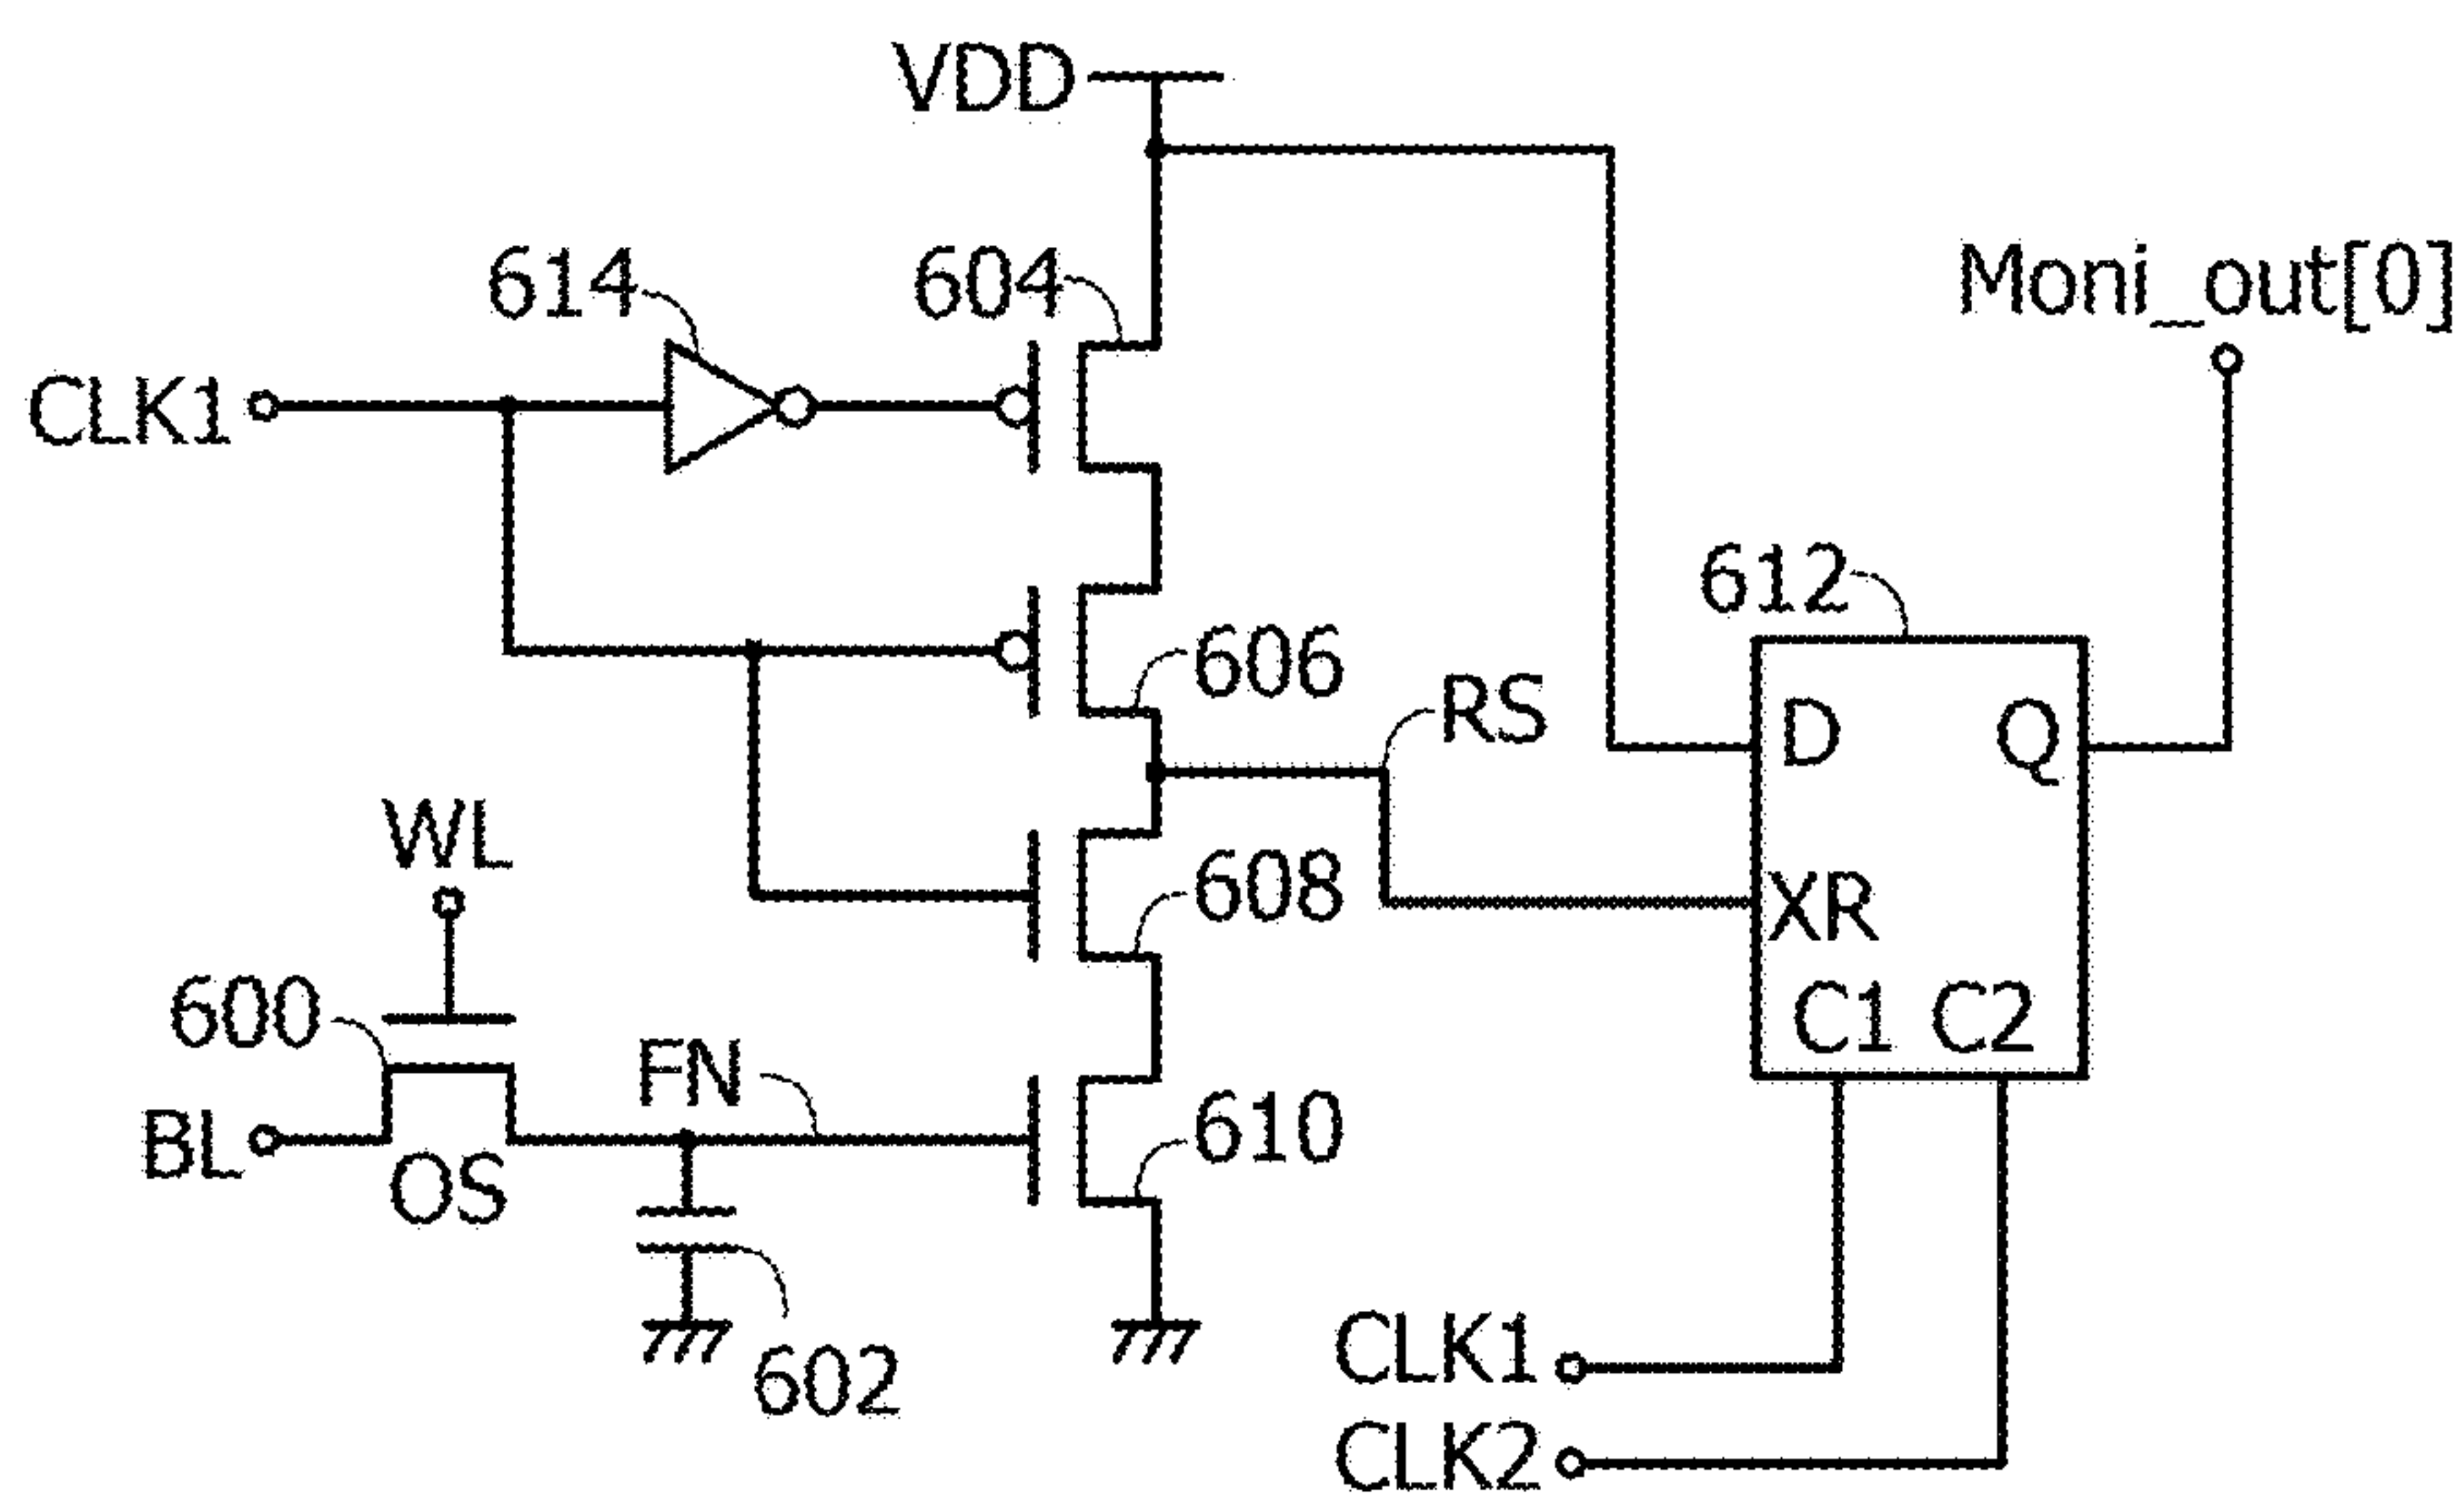 VDD
614
604
Moni_out[0]
CLK1
612
606
RS
D
Q
WL
608
XR
600
C1 C2
FN
BL
610
OS
602
CLK1
CLK2